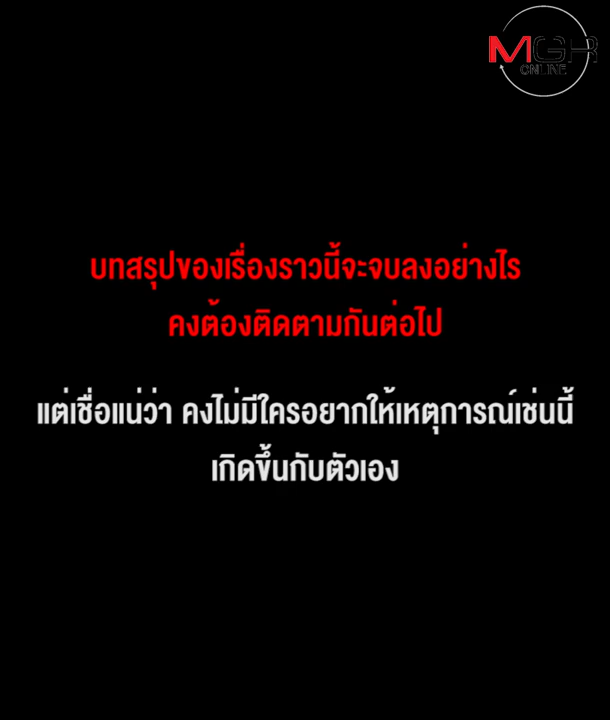 MGR
ONLINE
บทสรุปของเรื่องราวนี้จะจบลงอย่างไร
คงต้องติดตามกันต่อไป
แต่เชื่อแน่ว่า คงไม่มีใครอยากให้เหตุการณ์เช่นนี้
เกิดขึ้นกับตัวเอง